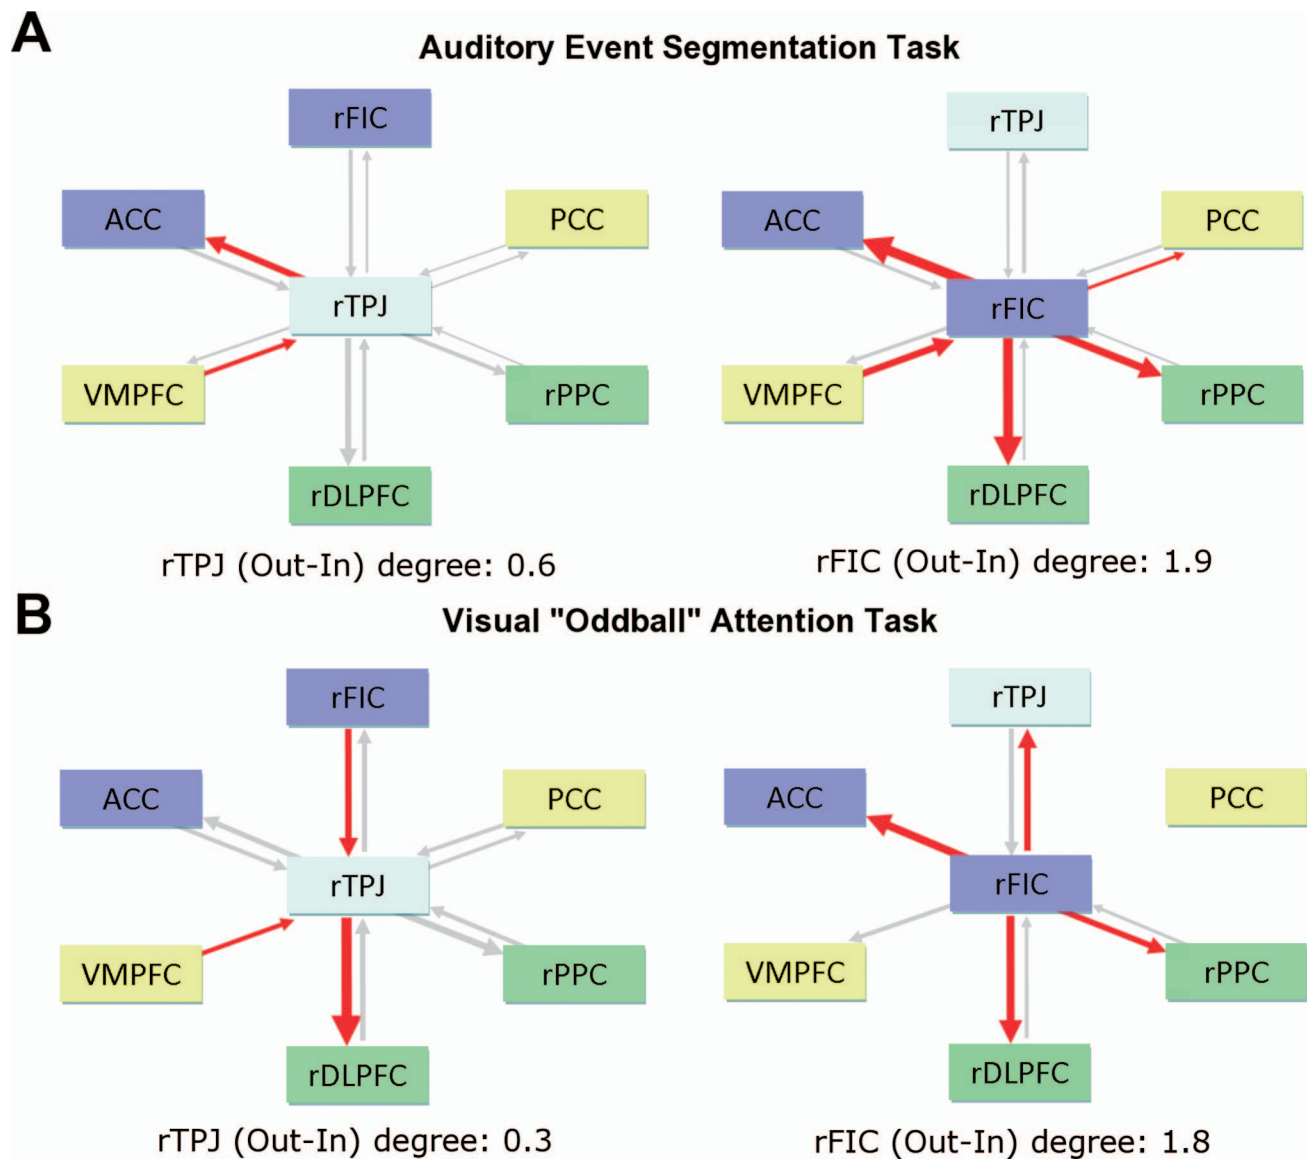 A
Auditory Event Segmentation Task
rFIC
rTPJ
ACC
PCC
ACC
PCC
rTPJ
rFIC
VMPFC
rPPC
VMPFC
rPPC
rDLPFC
rDLPFC
rTPJ (Out-In) degree: 0.6
rFIC (Out-In) degree: 1.9
B
Visual "Oddball" Attention Task
rFIC
rTPJ
ACC
PCC
ACC
PCC
rTPJ
rFIC
VMPFC
rPPC
VMPFC
rPPC
rDLPFC
rDLPFC
rTPJ (Out-In) degree: 0.3
rFIC (Out-In) degree: 1.8